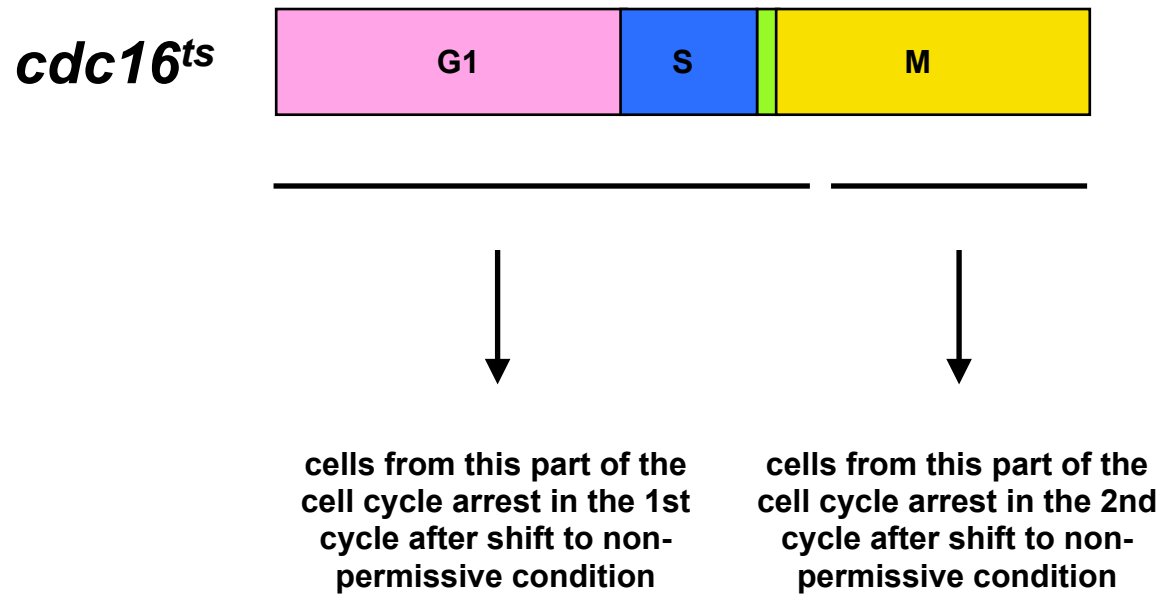 cdc16ts
G1
S
M
cells from this part of the
cell cycle arrest in the 1st
cycle after shift to non-
permissive condition
cells from this part of the
cell cycle arrest in the 2nd
cycle after shift to non-
permissive condition